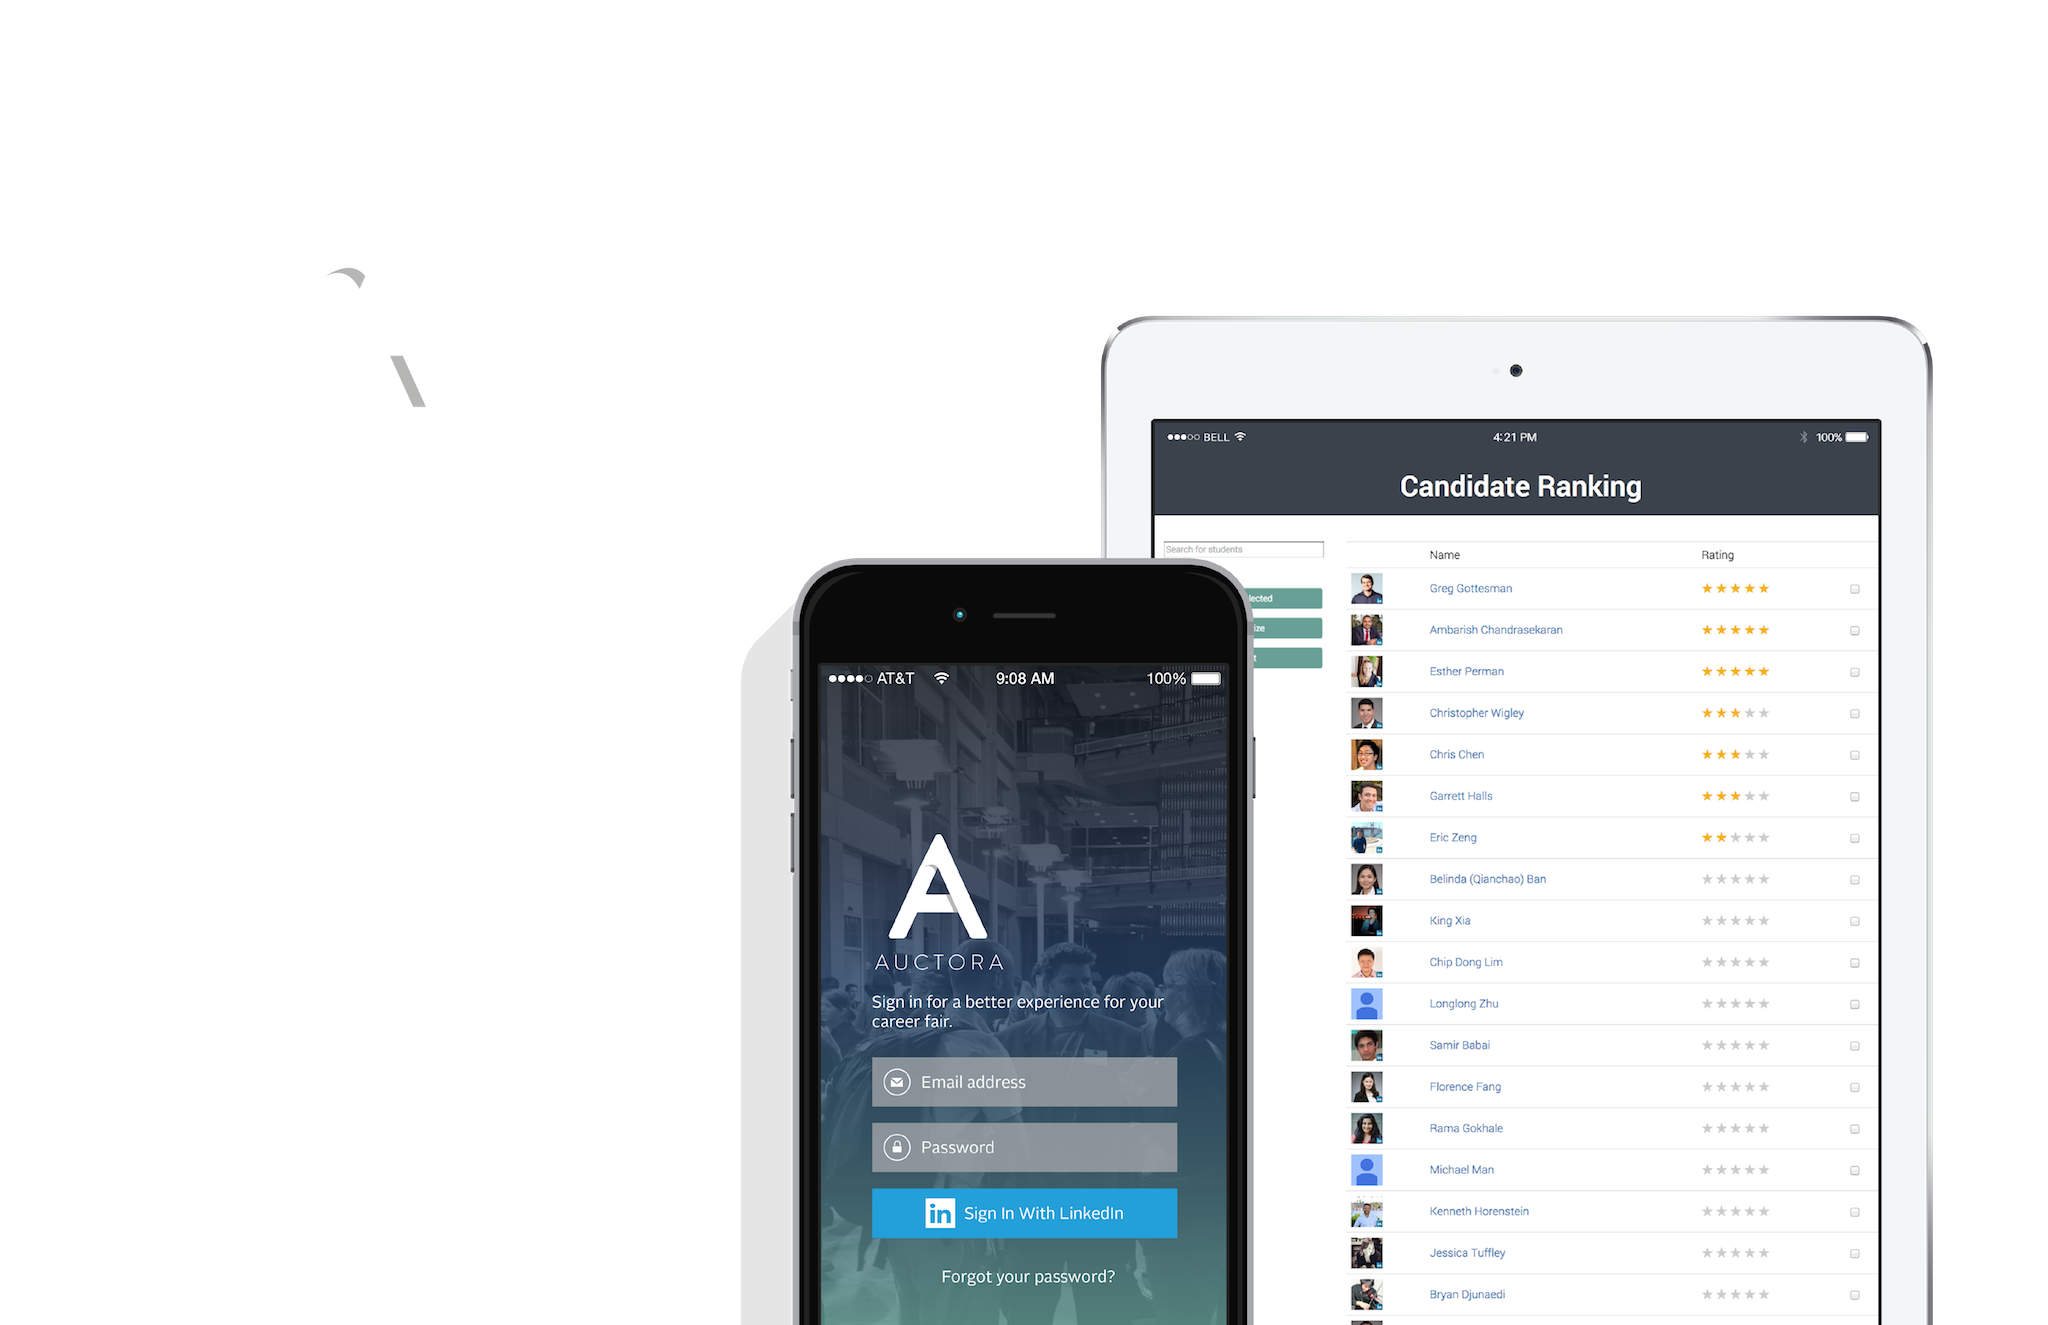 BELL
4:21 PM
100%
Candidate Ranking
Search for students
Name
Rating
Greg Gottesman
Ambarish Chandrasekaran
Esther Perman
Christopher Wigley
Chris Chen
Garrett Halls
Eric Zeng
Belinda (Qianchao) Ban
King Xia
Chip Dong Lim
Longlong Zhu
Samir Babai
Florence Fang
Rama Gokhale
Michael Man
Kenneth Horenstein
Jessica Tuffley
Bryan Djunaedi
AT&T
9:08 AM
100%
A
AUCTORA
Sign in for a better experience for your
career fair.
Email address
Password
in Sign In With LinkedIn
Forgot your password?